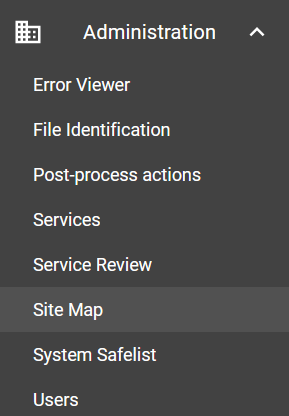 Administration
Error Viewer
File Identification
Post-process actions
Services
Service Review
Site Map
System Safelist
Users